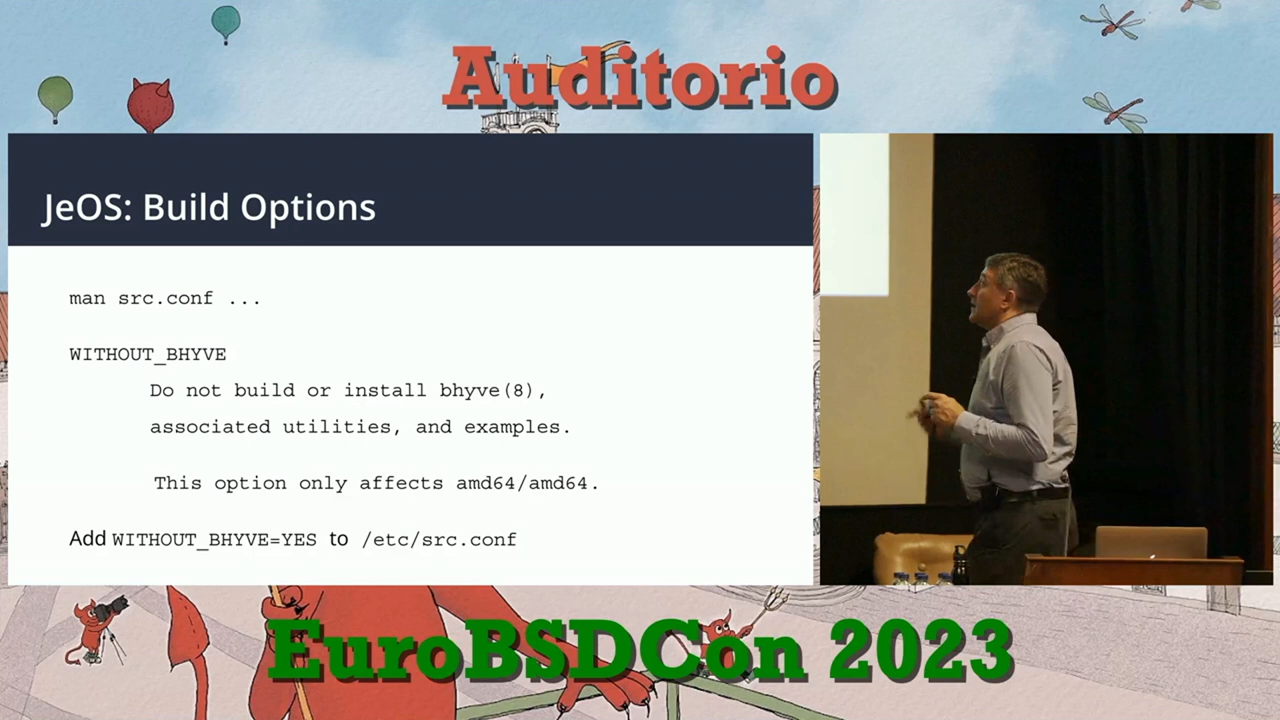 Auditorio
JeOS: Build Options
man src.conf ...
WITHOUT_BHYVE
Do not build or install bhyve(8),
associated utilities, and examples.
This option only affects amd64/amd64.
Add WITHOUT_BHYVE=YES to /etc/src.conf
EuroBSDCon 2023